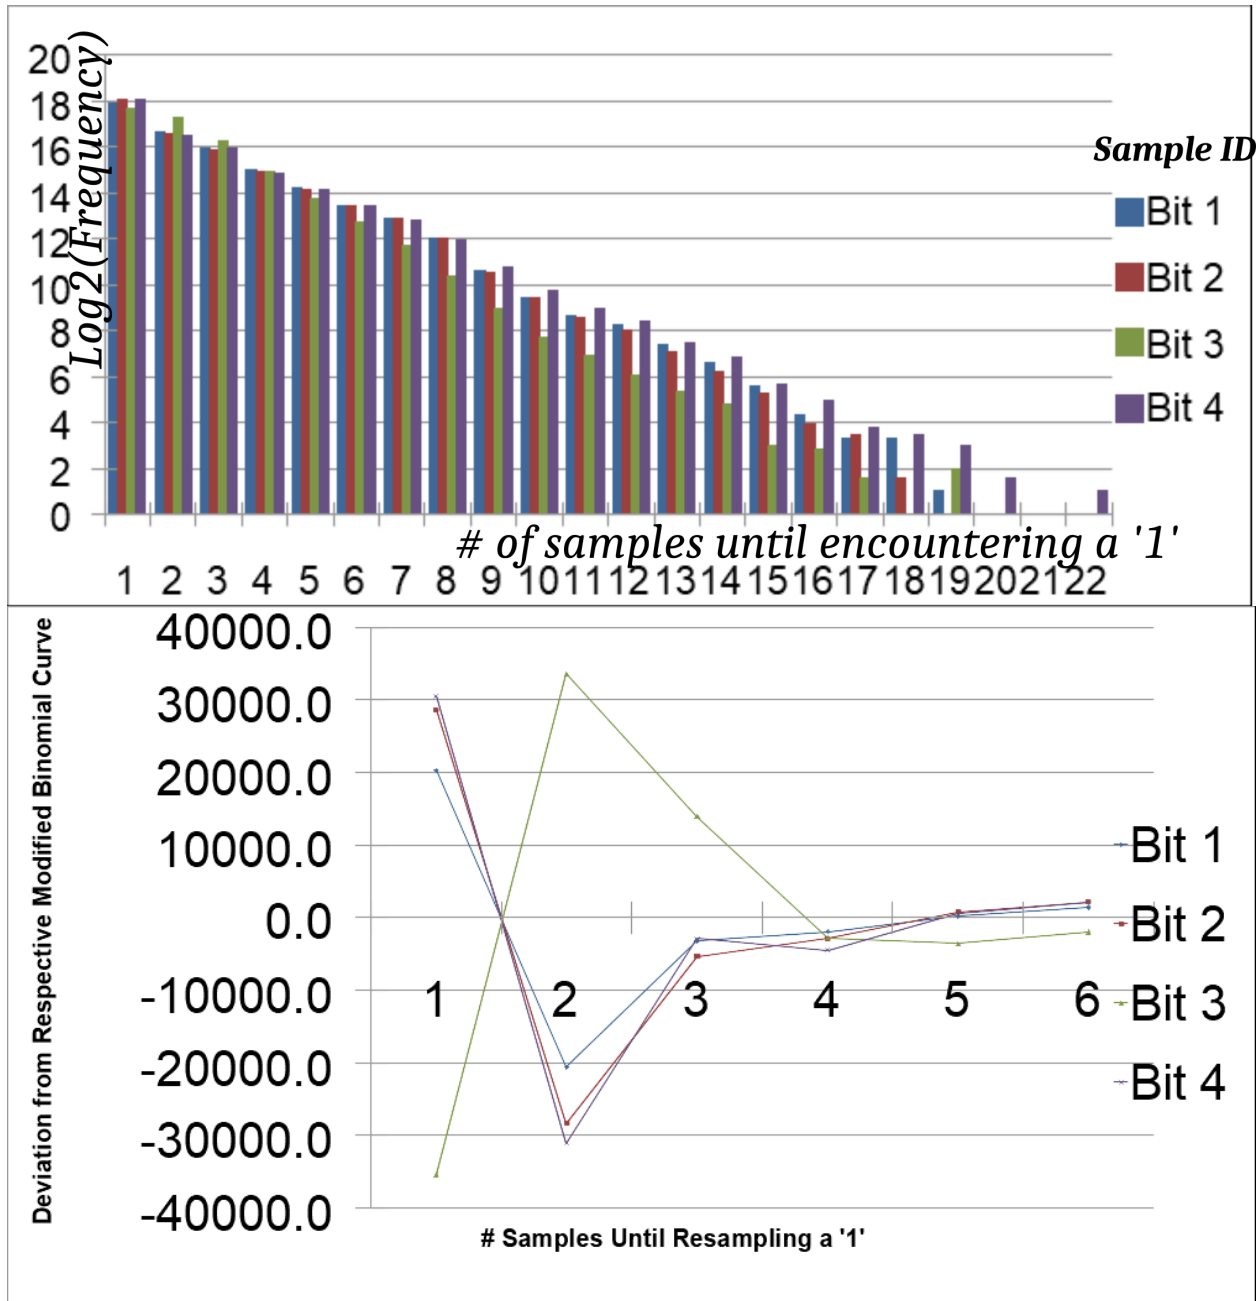 20
18
16
14
12
10
8
6
4
2
0
Log2(Frequency)
Sample ID
Bit 1
Bit 2
Bit 3
Bit 4
# of samples until encountering a '1'
1 2 3 4 5 6 7 8 9 10 11 12 13 14 15 16 17 18 19 20 21 22
Deviation from Respective Modified Binomial Curve
40000.0
30000.0
20000.0
10000.0
0.0
-10000.0
-20000.0
-30000.0
-40000.0
1 2 3 4 5 6
Bit 1
Bit 2
Bit 3
Bit 4
# Samples Until Resampling a '1'